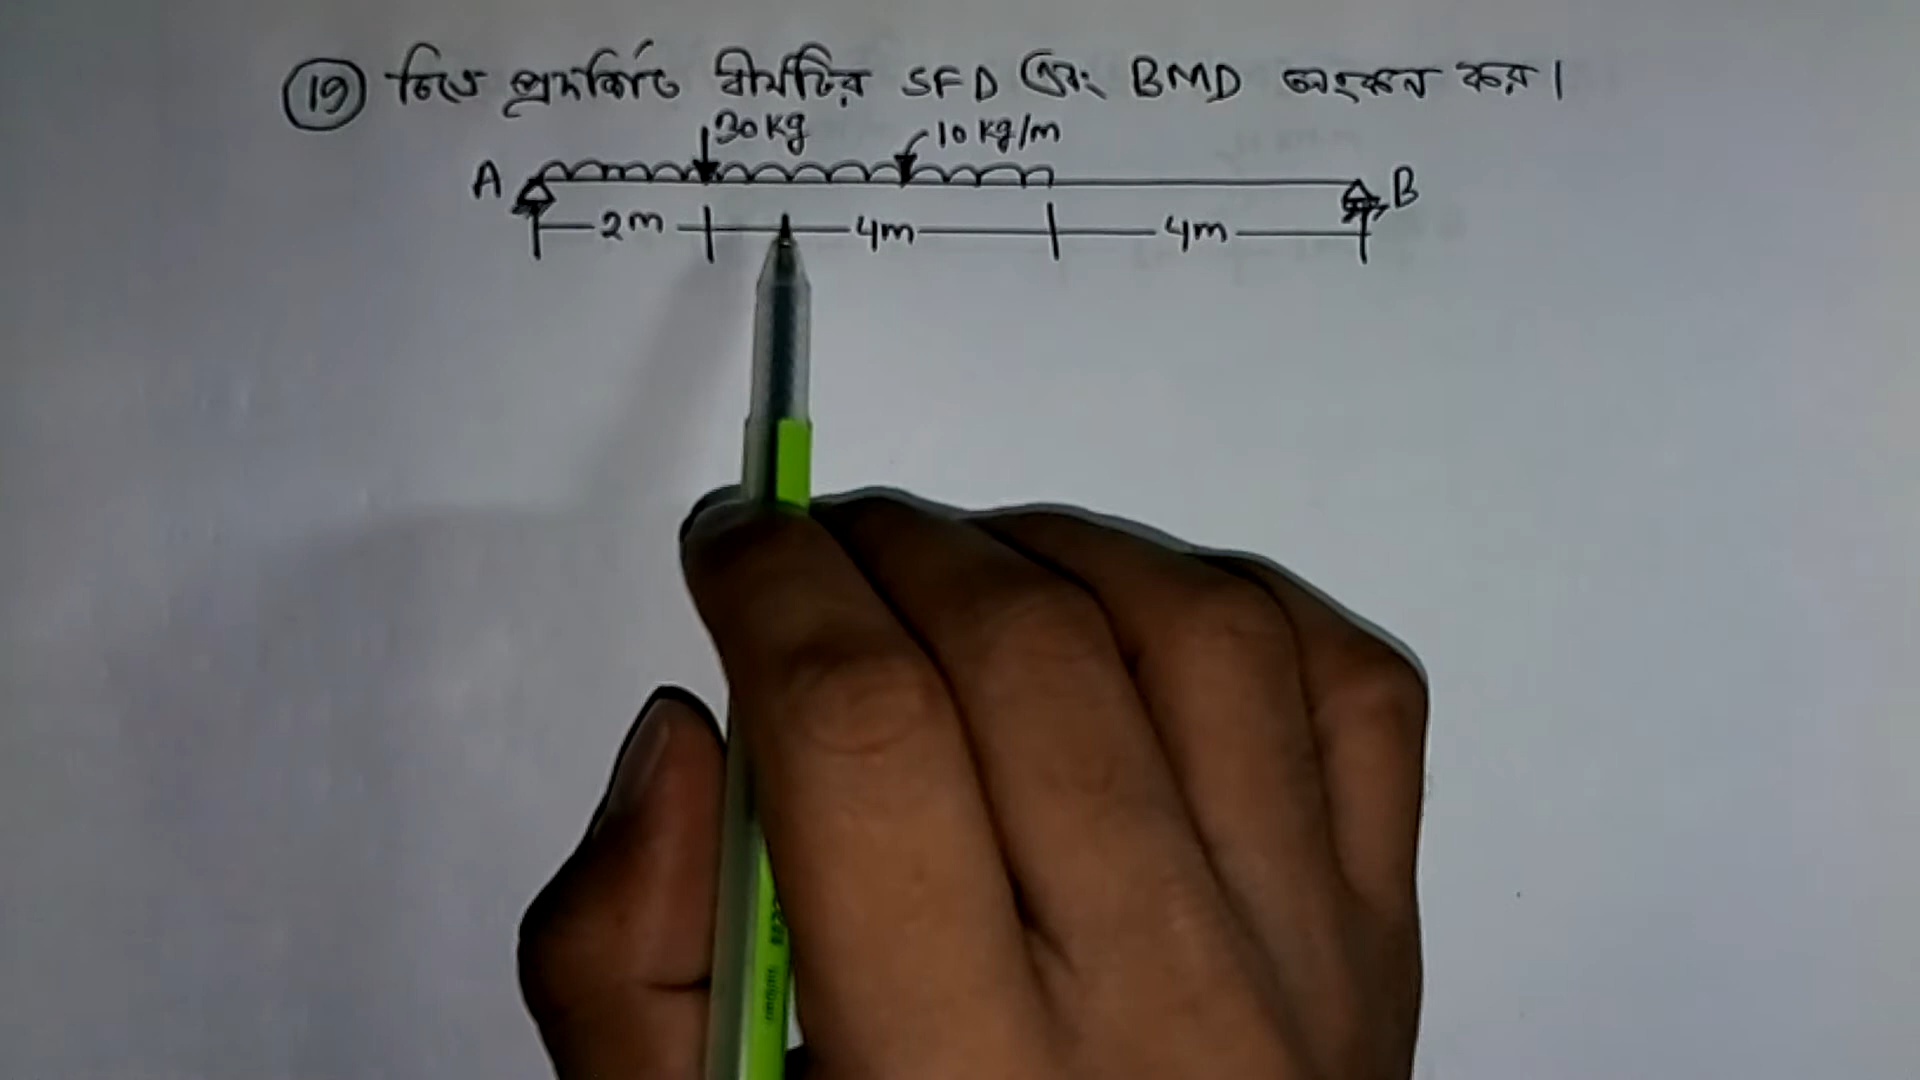 (19) চিত্রে প্রদর্শিত বীমটির SFD এবং BMD অংকন কর।
30 kg 10 kg/m
A B
2m 4m 4m